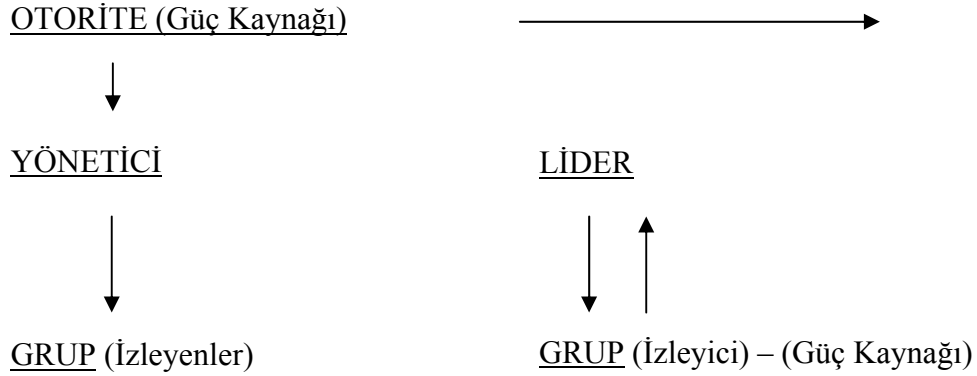 OTORİTE (Güç Kaynağı)
YÖNETİCİ
LİDER
GRUP (İzleyenler)
GRUP (İzleyici) – (Güç Kaynağı)